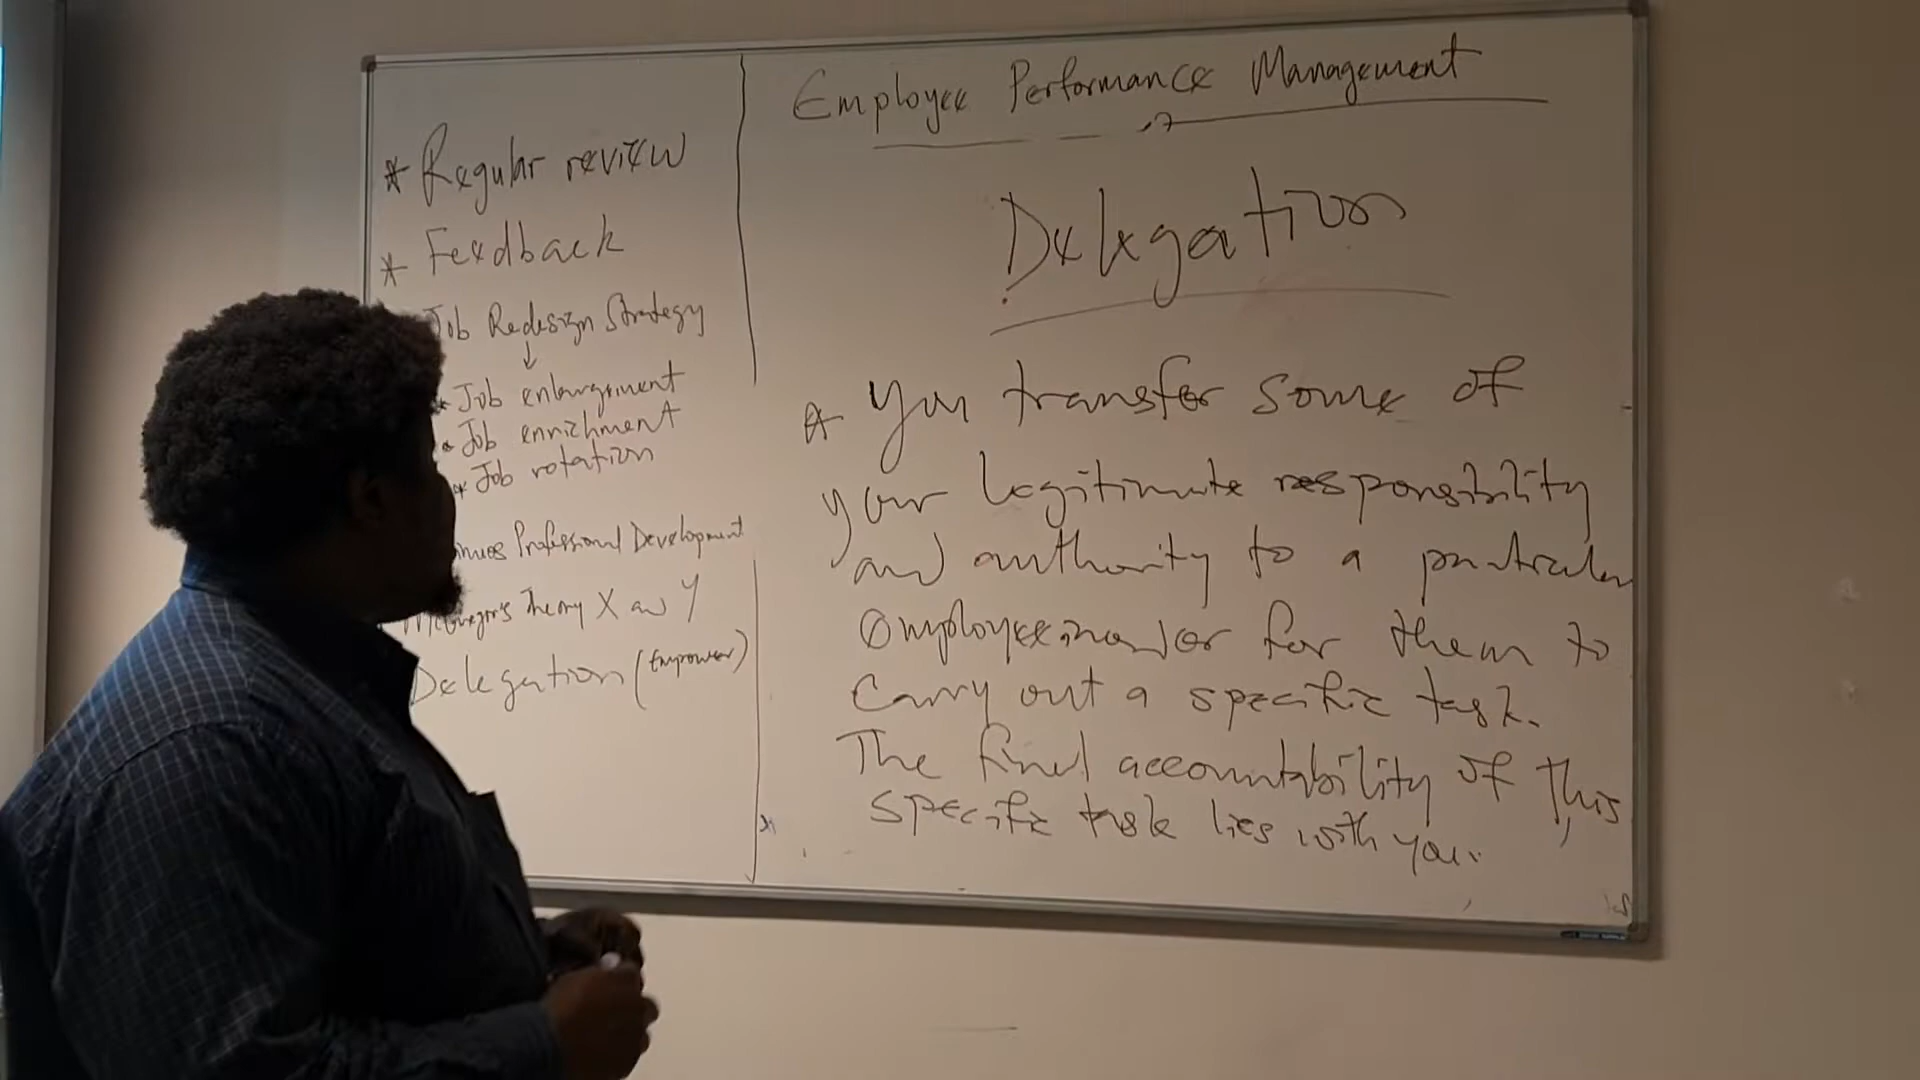 * Regular review
* Feedback
Job Redesign Strategy
↓
* Job enlargement
* Job enrichment
* Job rotation
Professional Development
McGregor's Theory X and Y
Delegation (Empower)
Employee Performance Management
Delegation
* You transfer some of
your legitimate responsibility
and authority to a particular
employee in order for them to
carry out a specific task.
The final accountability of this
specific task lies with you.